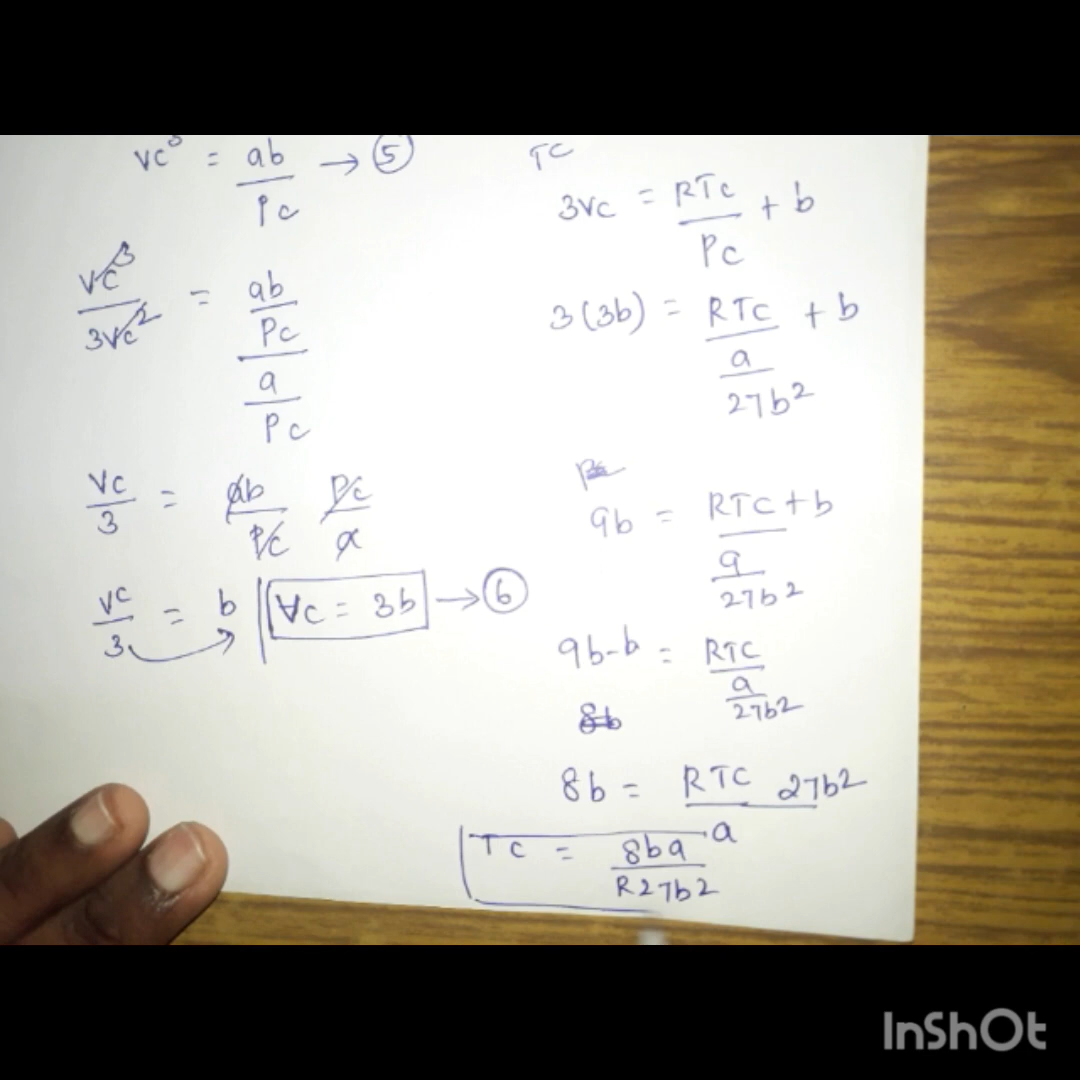 Vc³ = ab/Pc → ⑤
Vc³/3Vc² = ab/Pc / a/Pc
Vc/3 = ab/Pc Pc/a
Vc/3 = b | Vc = 3b → ⑥
TC
3Vc = RTc/Pc + b
3(3b) = RTc/a/27b² + b
9b = RTC/a/27b² + b
9b-b = RTC/a/27b2
8b
8b = RTC 27b2/a
Tc = 8ba/R27b2
InShOt